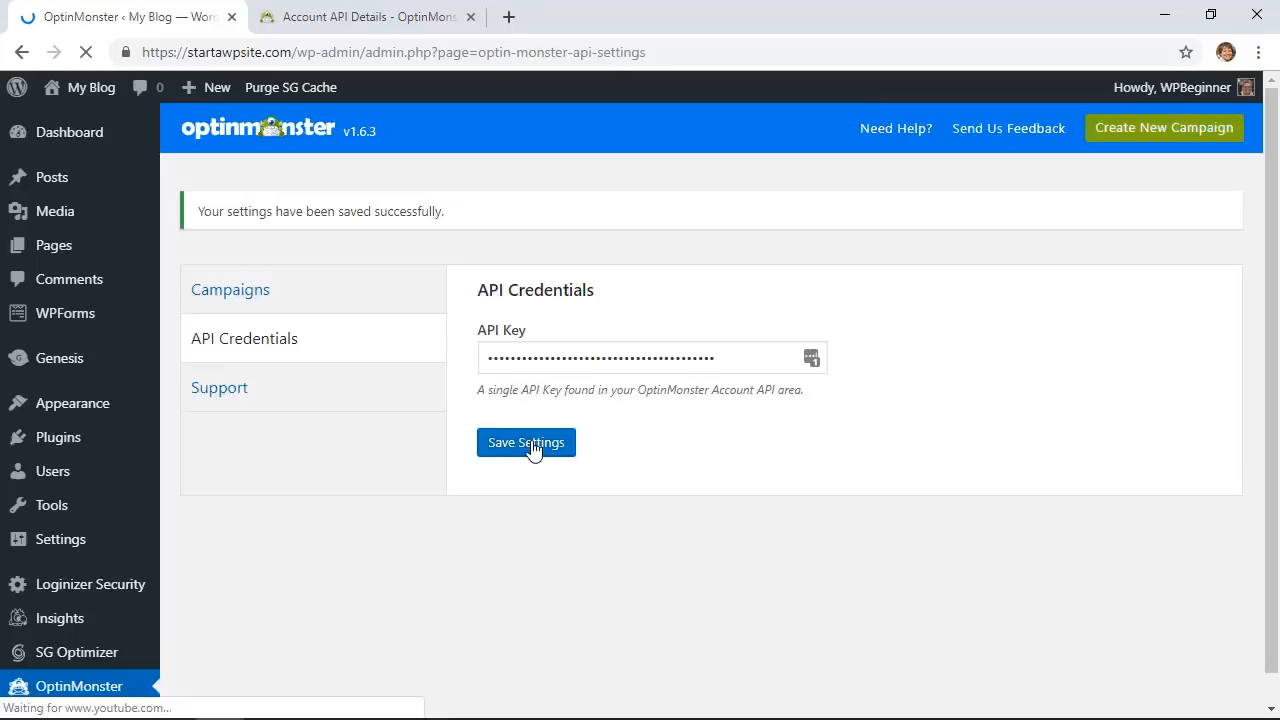 OptinMonster ‹ My Blog — Wor
Account API Details - OptinMons
https://startawpsite.com/wp-admin/admin.php?page=optin-monster-api-settings
My Blog
0
New
Purge SG Cache
Howdy, WPBeginner
Dashboard
Posts
Media
Pages
Comments
WPForms
Genesis
Appearance
Plugins
Users
Tools
Settings
Loginizer Security
Insights
SG Optimizer
OptinMonster
optinmonster v1.6.3
Need Help?
Send Us Feedback
Create New Campaign
Your settings have been saved successfully.
Campaigns
API Credentials
Support
API Credentials
API Key
••••••••••••••••••••••••••••••••••••••••
1
A single API Key found in your OptinMonster Account API area.
Save Settings
Waiting for www.youtube.com...